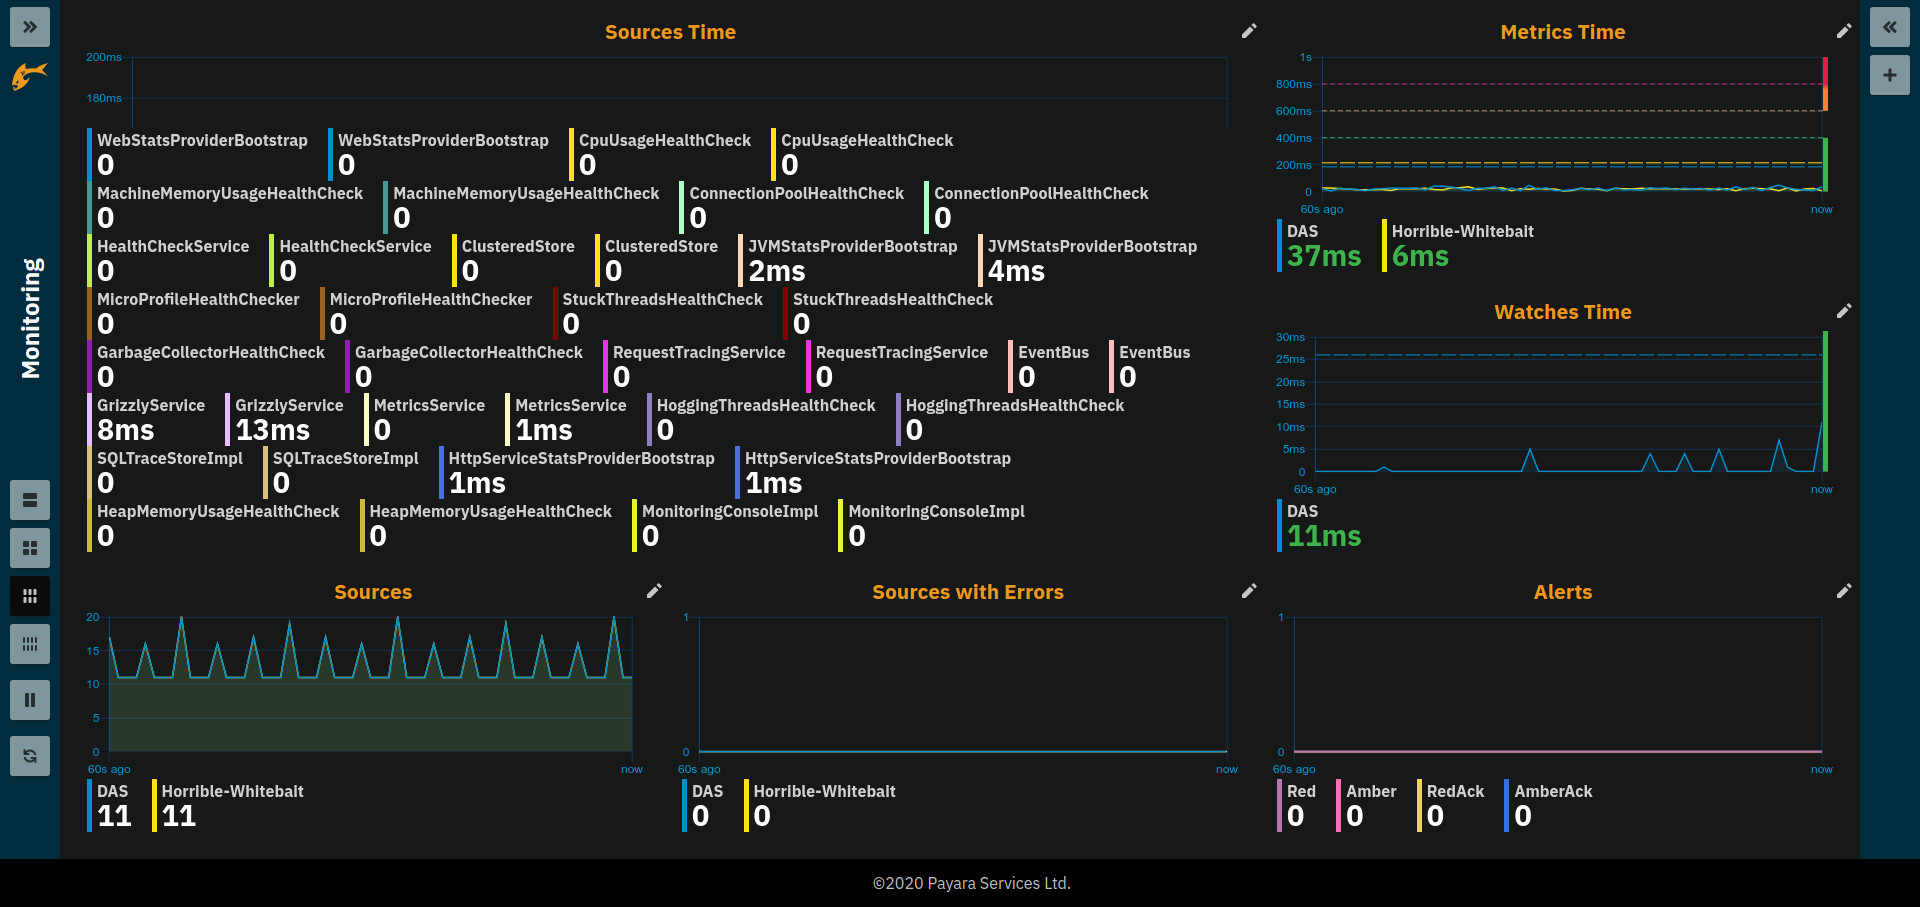 Monitoring
Sources Time
200ms
180ms
WebStatsProviderBootstrap WebStatsProviderBootstrap CpuUsageHealthCheck CpuUsageHealthCheck
0 0 0 0
MachineMemoryUsageHealthCheck MachineMemoryUsageHealthCheck ConnectionPoolHealthCheck ConnectionPoolHealthCheck
0 0 0 0
HealthCheckService HealthCheckService ClusteredStore ClusteredStore JVMStatsProviderBootstrap JVMStatsProviderBootstrap
0 0 0 0 2ms 4ms
MicroProfileHealthChecker MicroProfileHealthChecker StuckThreadsHealthCheck StuckThreadsHealthCheck
0 0 0 0
GarbageCollectorHealthCheck GarbageCollectorHealthCheck RequestTracingService RequestTracingService EventBus EventBus
0 0 0 0 0 0
GrizzlyService GrizzlyService MetricsService MetricsService HoggingThreadsHealthCheck HoggingThreadsHealthCheck
8ms 13ms 0 1ms 0 0
SQLTraceStoreImpl SQLTraceStoreImpl HttpServiceStatsProviderBootstrap HttpServiceStatsProviderBootstrap
0 0 1ms 1ms
HeapMemoryUsageHealthCheck HeapMemoryUsageHealthCheck MonitoringConsoleImpl MonitoringConsoleImpl
0 0 0 0
Metrics Time
1s
800ms
600ms
400ms
200ms
0
60s ago now
DAS Horrible-Whitebait
37ms 6ms
Watches Time
30ms
25ms
20ms
15ms
10ms
5ms
0
60s ago now
DAS
11ms
Sources
20
15
10
5
0
60s ago now
DAS Horrible-Whitebait
11 11
Sources with Errors
1
0
60s ago now
DAS Horrible-Whitebait
0 0
Alerts
1
0
60s ago now
Red Amber RedAck AmberAck
0 0 0 0
©2020 Payara Services Ltd.